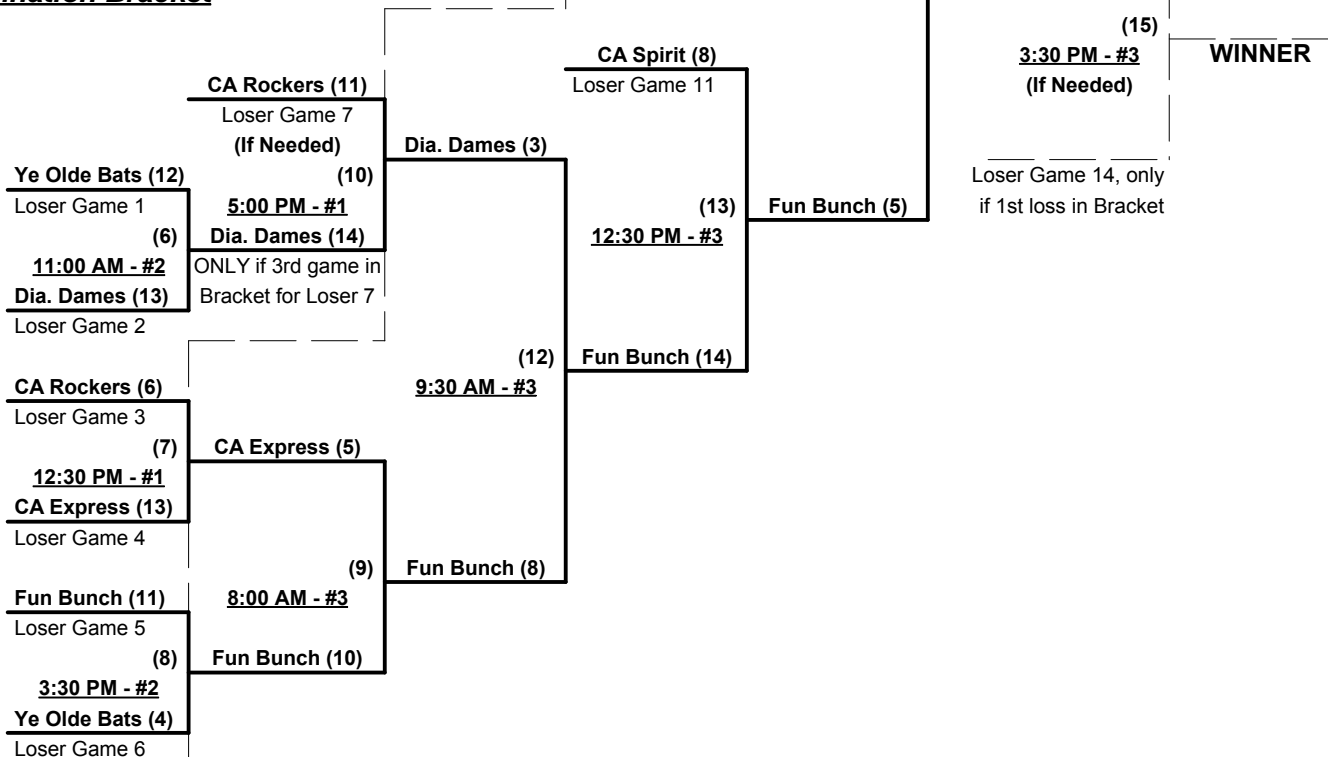 CA Spirit (8)
Loser Game 11
(15)
3:30 PM - #3
(If Needed)
WINNER
CA Rockers (11)
Loser Game 7
(If Needed)
(10)
5:00 PM - #1
Dia. Dames (14)
ONLY if 3rd game in
Bracket for Loser 7
Dia. Dames (3)
Ye Olde Bats (12)
Loser Game 1
(6)
11:00 AM - #2
Dia. Dames (13)
Loser Game 2
(13)
12:30 PM - #3
Fun Bunch (5)
Loser Game 14, only
if 1st loss in Bracket
(12)
9:30 AM - #3
Fun Bunch (14)
CA Rockers (6)
Loser Game 3
(7)
12:30 PM - #1
CA Express (13)
Loser Game 4
CA Express (5)
(9)
8:00 AM - #3
Fun Bunch (8)
Fun Bunch (11)
Loser Game 5
(8)
3:30 PM - #2
Ye Olde Bats (4)
Loser Game 6
Fun Bunch (10)